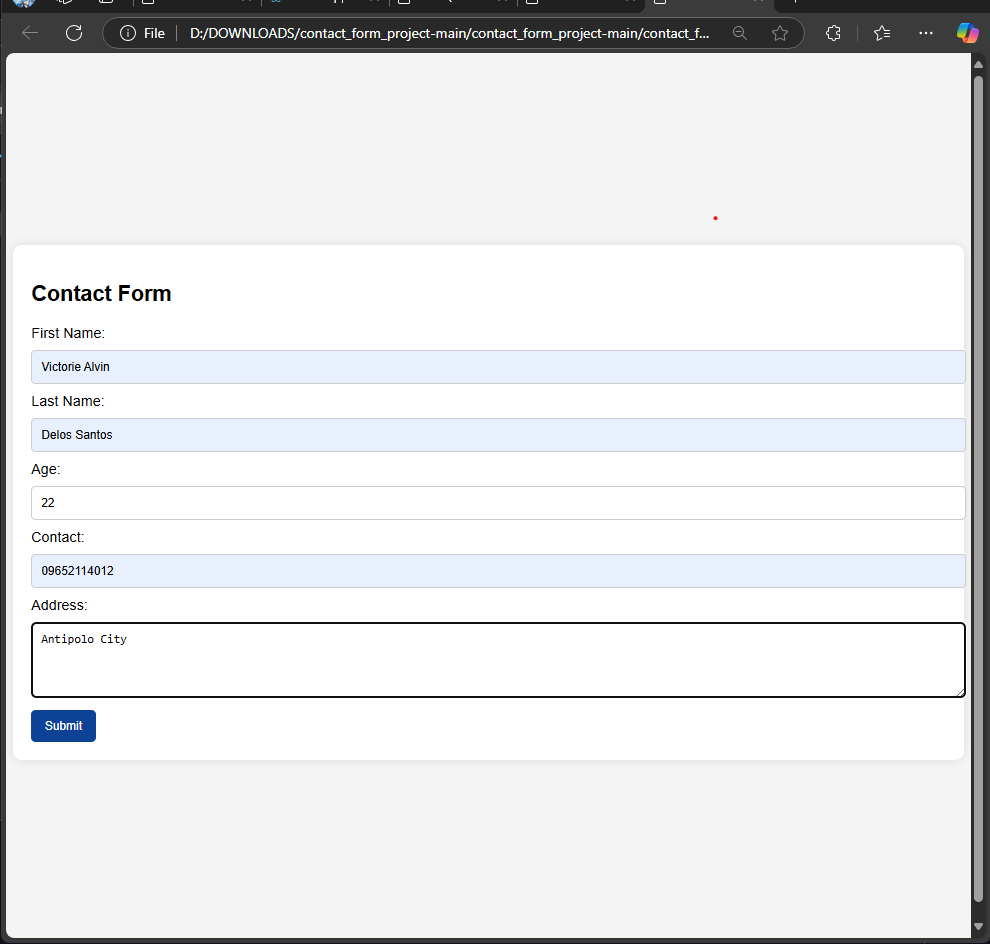 File
D:/DOWNLOADS/contact_form_project-main/contact_form_project-main/contact_f...
Contact Form
First Name:
Victorie Alvin
Last Name:
Delos Santos
Age:
22
Contact:
09652114012
Address:
Antipolo City
Submit